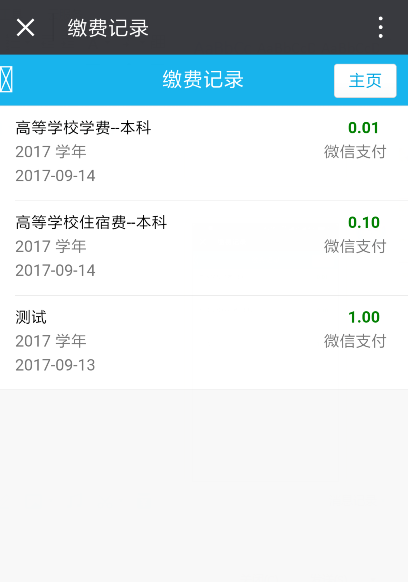 缴费记录
缴费记录
主页
高等学校学费--本科
0.01
2017 学年
微信支付
2017-09-14
高等学校住宿费--本科
0.10
2017 学年
微信支付
2017-09-14
测试
1.00
2017 学年
微信支付
2017-09-13